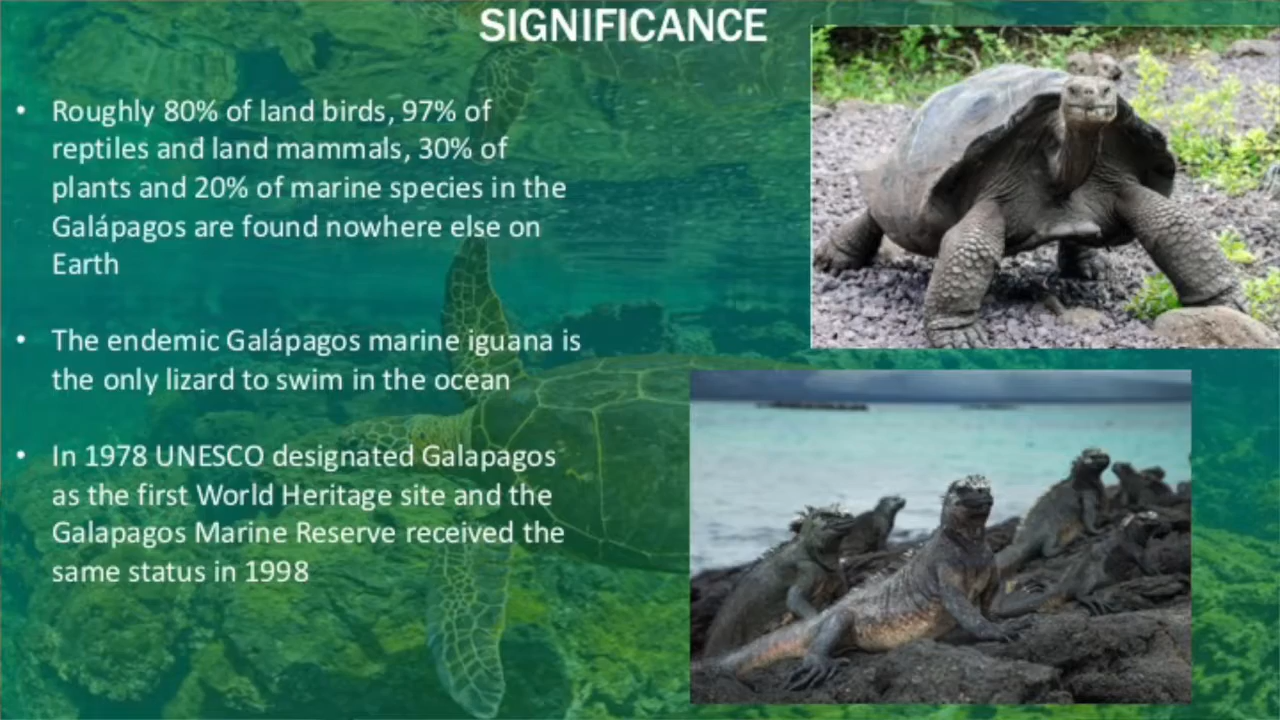 SIGNIFICANCE
• Roughly 80% of land birds, 97% of
reptiles and land mammals, 30% of
plants and 20% of marine species in the
Galápagos are found nowhere else on
Earth
• The endemic Galápagos marine iguana is
the only lizard to swim in the ocean
• In 1978 UNESCO designated Galapagos
as the first World Heritage site and the
Galapagos Marine Reserve received the
same status in 1998